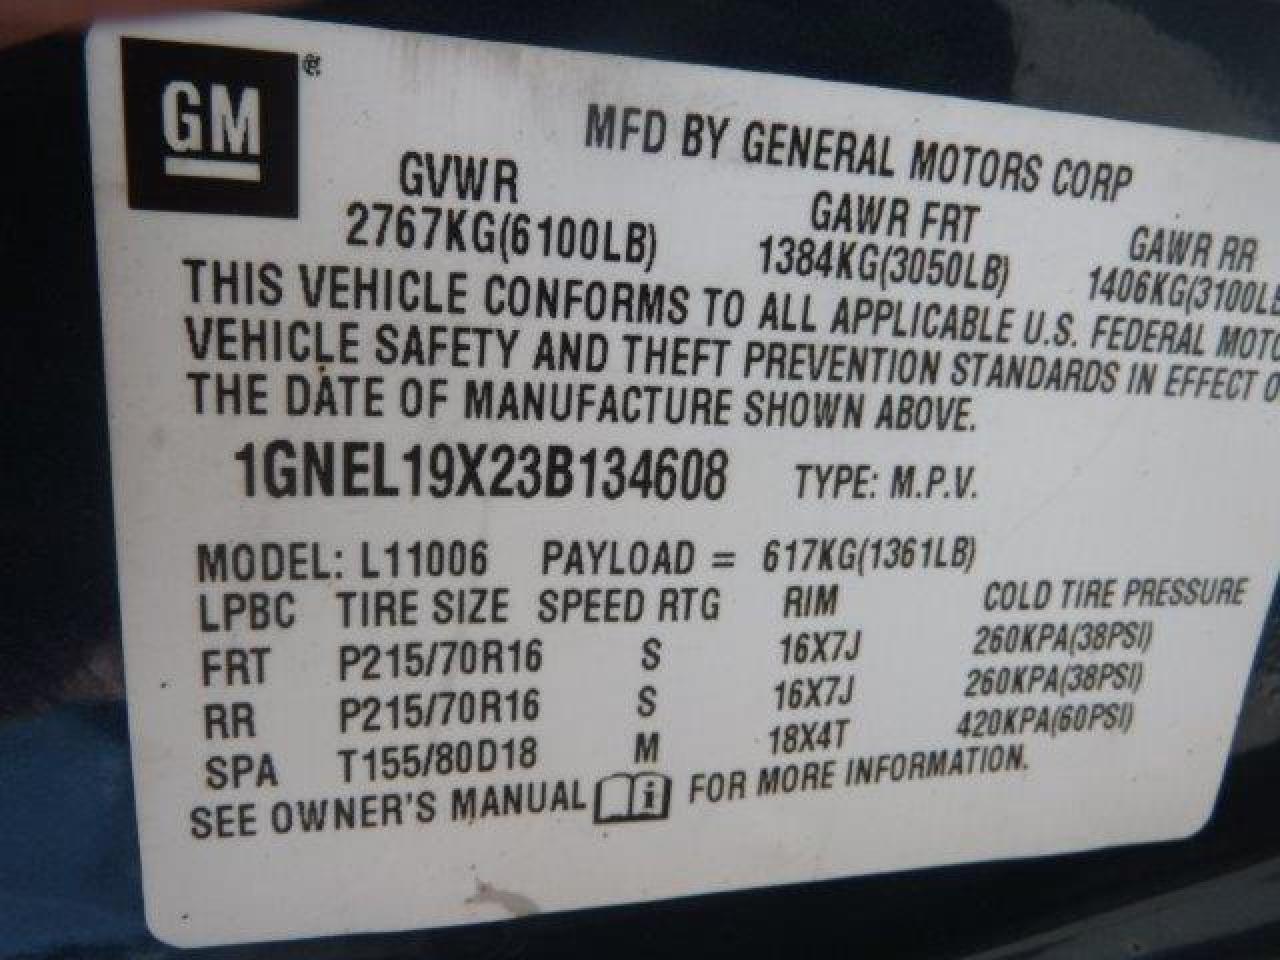 GM
MFD BY GENERAL MOTORS CORP
GVWR GAWR FRT GAWR RR
2767KG(6100LB) 1384KG(3050LB) 1406KG(3100LB
THIS VEHICLE CONFORMS TO ALL APPLICABLE U.S. FEDERAL MOTO
VEHICLE SAFETY AND THEFT PREVENTION STANDARDS IN EFFECT O
THE DATE OF MANUFACTURE SHOWN ABOVE.
1GNEL19X23B134608 TYPE: M.P.V.
MODEL: L11006 PAYLOAD = 617KG(1361LB)
LPBC TIRE SIZE SPEED RTG RIM COLD TIRE PRESSURE
FRT P215/70R16 S 16X7J 260KPA(38PSI)
RR P215/70R16 S 16X7J 260KPA(38PSI)
SPA T155/80D18 M 18X4T 420KPA(60PSI)
SEE OWNER'S MANUAL i FOR MORE INFORMATION.